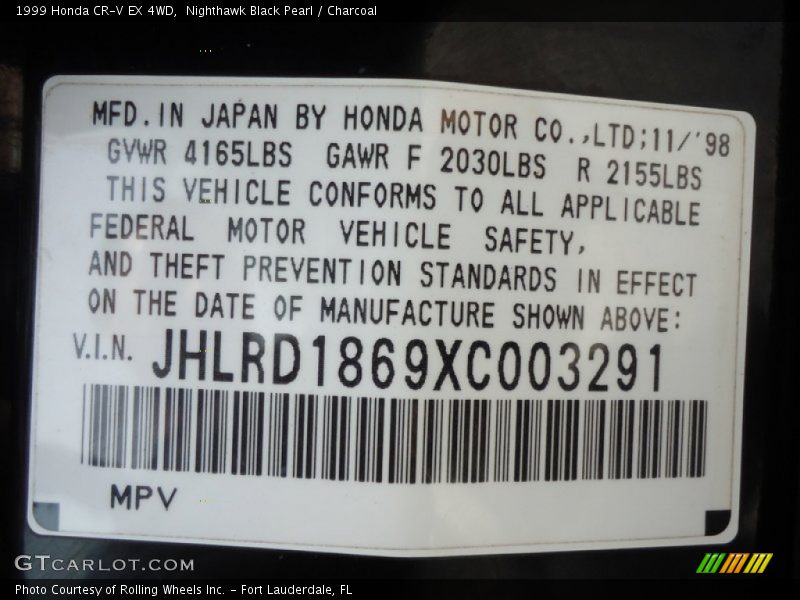 1999 Honda CR-V EX 4WD,  Nighthawk Black Pearl / Charcoal
MFD.IN JAPAN BY HONDA MOTOR CO.,LTD;11/'98
GVWR 4165LBS GAWR F 2030LBS R 2155LBS
THIS VEHICLE CONFORMS TO ALL APPLICABLE
FEDERAL MOTOR VEHICLE SAFETY,
AND THEFT PREVENTION STANDARDS IN EFFECT
ON THE DATE OF MANUFACTURE SHOWN ABOVE:
V.I.N. JHLRD1869XC003291
MPV
GTCARLOT.COM
Photo Courtesy of Rolling Wheels Inc. - Fort Lauderdale, FL